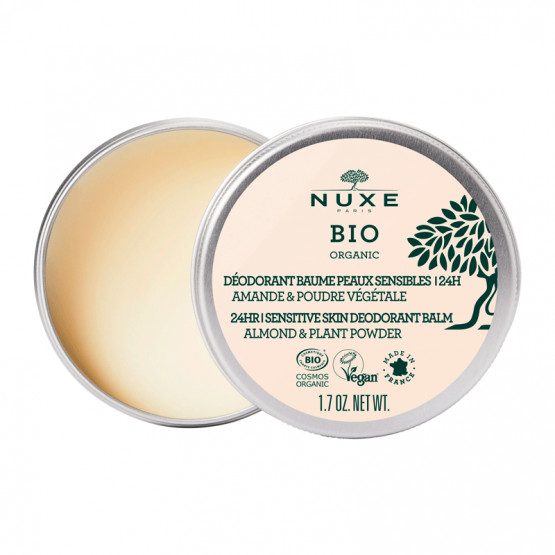 NUXE
PARIS
BIO
ORGANIC
DÉODORANT BAUME PEAUX SENSIBLES | 24H
AMANDE & POUDRE VÉGÉTALE
24HR | SENSITIVE SKIN DEODORANT BALM
ALMOND & PLANT POWDER
BIO
COSMOS
ORGANIC
Vegan
MADE IN
FRANCE
1.7 OZ. NET WT.